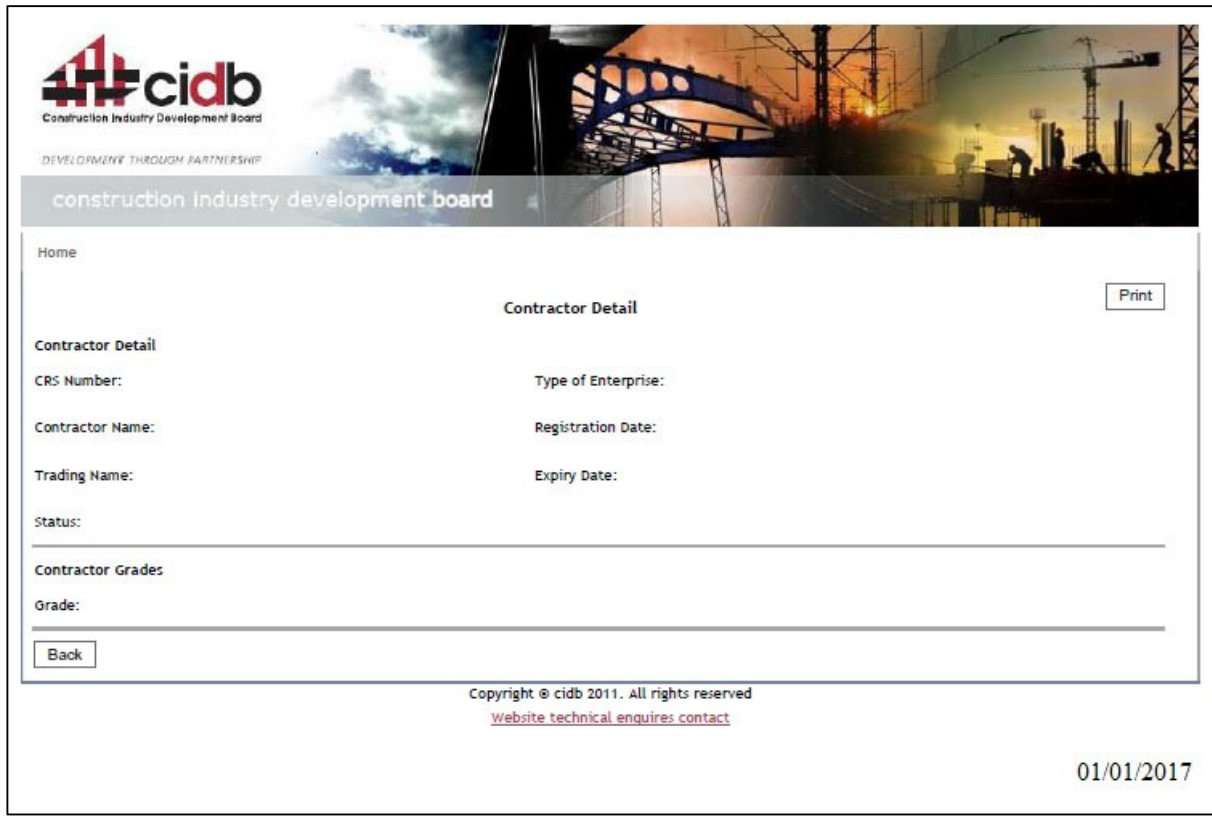 cidb
Construction Industry Development Board
DEVELOPMENT THROUGH PARTNERSHIP
construction industry development board
Home
Print
Contractor Detail
Contractor Detail
CRS Number: Type of Enterprise:
Contractor Name: Registration Date:
Trading Name: Expiry Date:
Status:
Contractor Grades
Grade:
Back
Copyright © cidb 2011. All rights reserved
Website technical enquires contact
01/01/2017